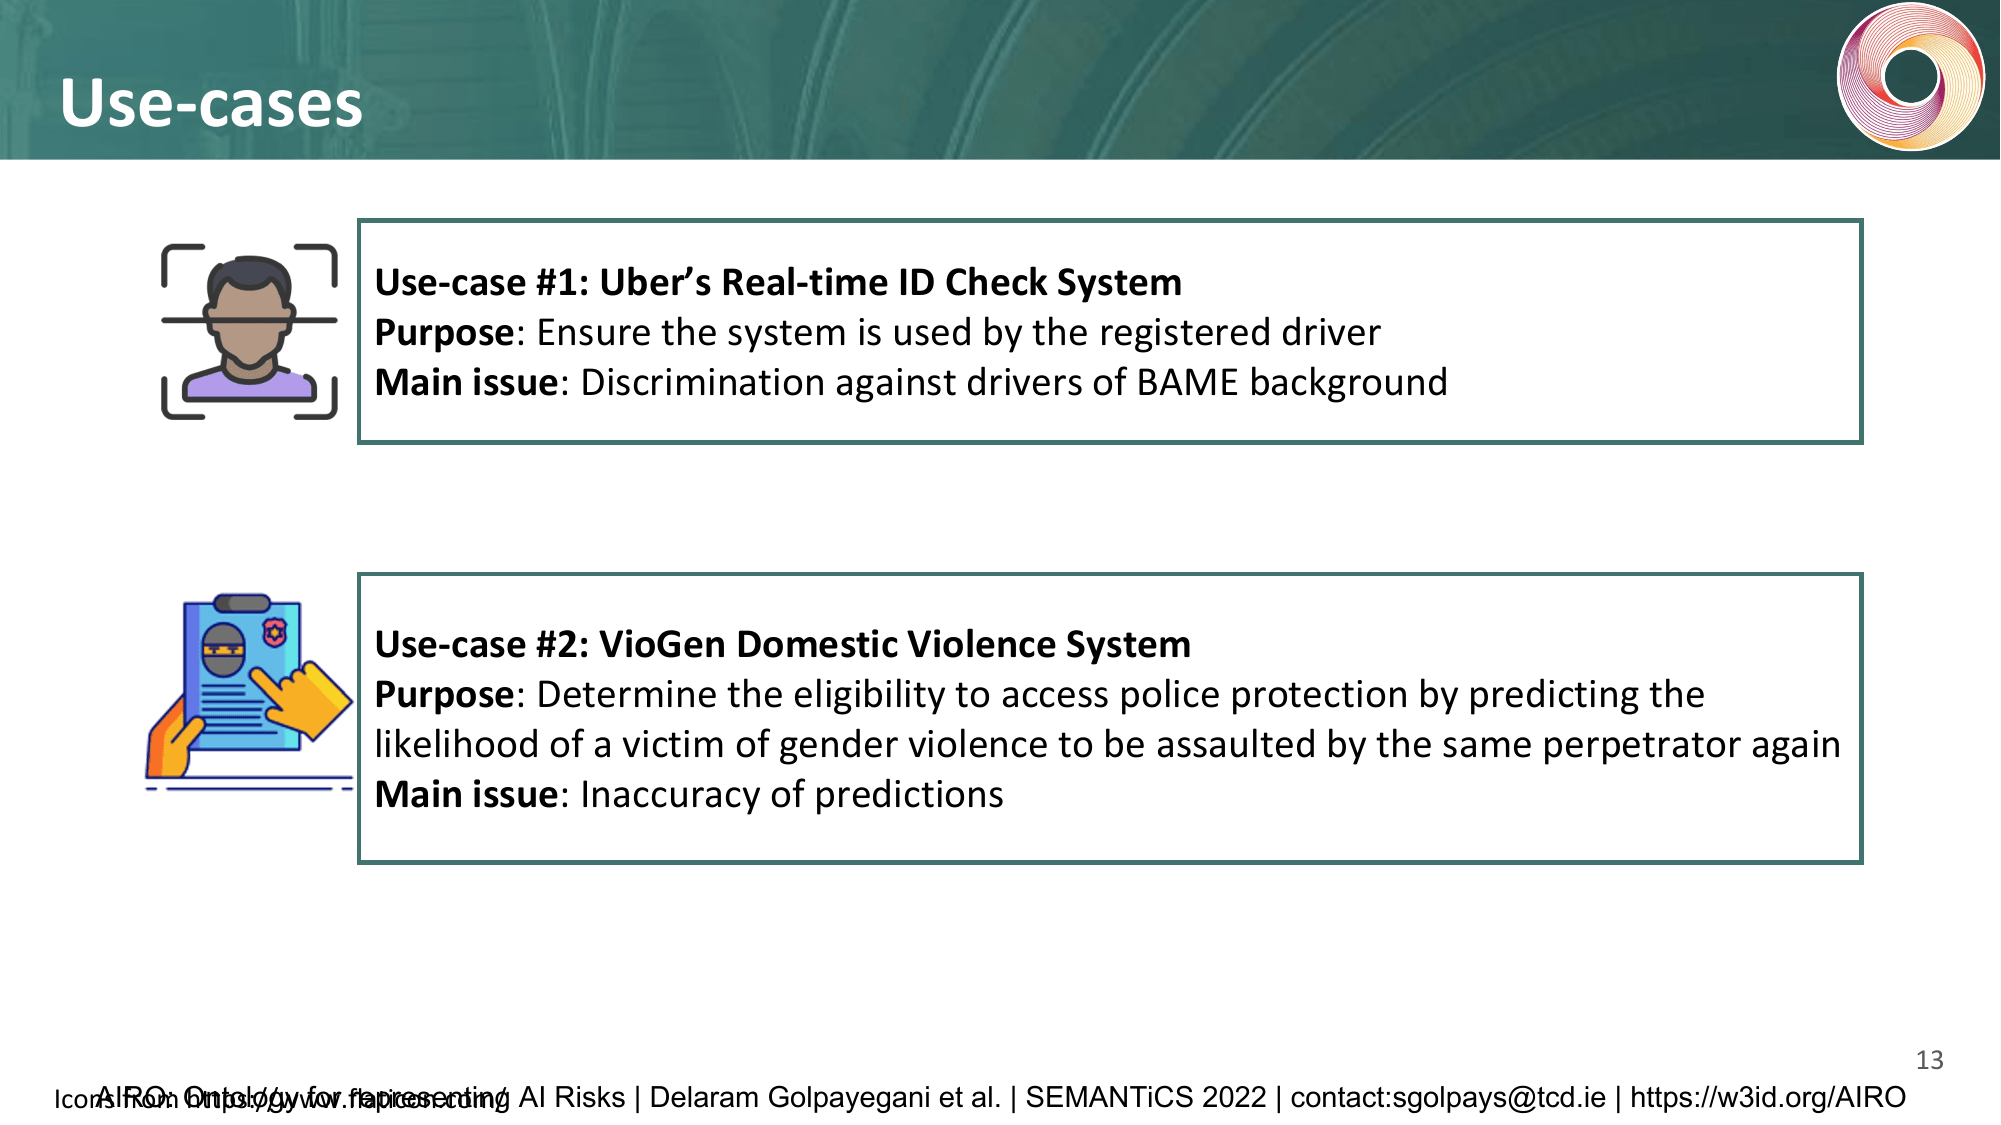 Use-cases
Use-case #1: Uber’s Real-time ID Check System
Purpose: Ensure the system is used by the registered driver
Main issue: Discrimination against drivers of BAME background
Use-case #2: VioGen Domestic Violence System
Purpose: Determine the eligibility to access police protection by predicting the
likelihood of a victim of gender violence to be assaulted by the same perpetrator again
Main issue: Inaccuracy of predictions
13
Icons from https://www.flaticon.com/
AIRO: Ontology for representing AI Risks | Delaram Golpayegani et al. | SEMANTiCS 2022 | contact:sgolpays@tcd.ie | https://w3id.org/AIRO